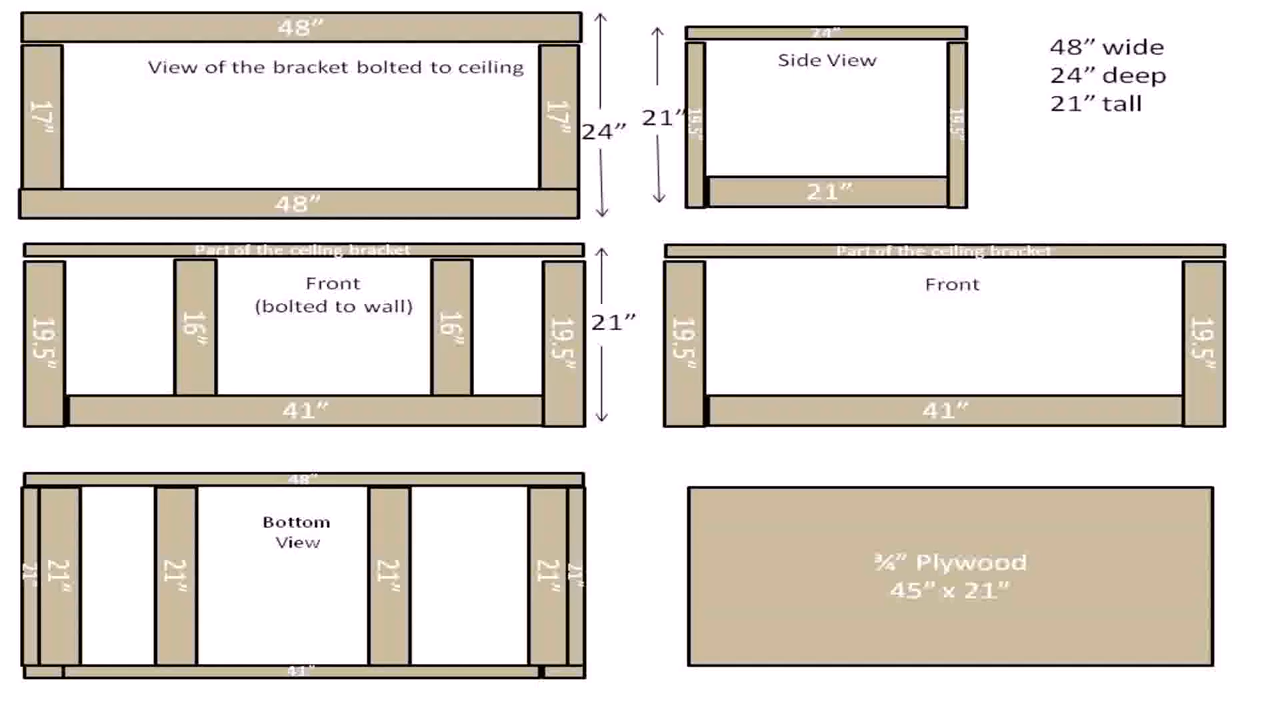 48”
View of the bracket bolted to ceiling
17”
17”
24”
48”
24”
Side View
21”
19.5”
19.5”
21”
48” wide
24” deep
21” tall
Part of the ceiling bracket
Front
(bolted to wall)
19.5”
16”
16”
19.5”
21”
41”
Part of the ceiling bracket
Front
19.5”
19.5”
41”
48”
Bottom
View
21”
21”
21”
21”
21”
21”
41”
¾” Plywood
45” x 21”